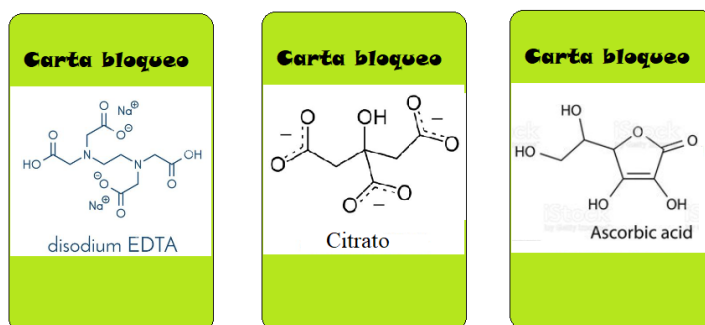 Carta bloqueo
Carta bloqueo
Carta bloqueo
Na⊕
O
O⊖
HO
N
O
N
OH
⊖O
O
Na⊕
O
disodium EDTA
O
OH
O
−
−
O
O
O
O
−
Citrato
HO
HO
O
O
HO
OH
iStock
Ascorbic acid